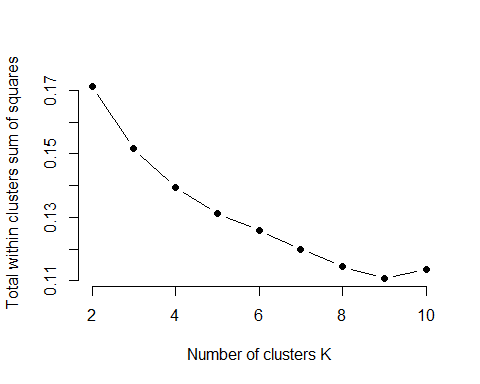 Total within clusters sum of squares
0.17
0.15
0.13
0.11
2 4 6 8 10
Number of clusters K